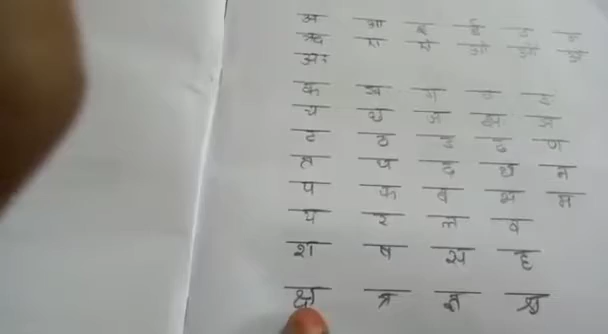 अ आ इ ई उ ऊ
ऋ ए ऐ ओ औ अं
अः
क ख ग घ ङ
च छ ज झ ञ
ट ठ ड ढ ण
त थ द ध न
प फ ब भ म
य र ल व
श ष स ह
क्ष त्र ज्ञ श्र